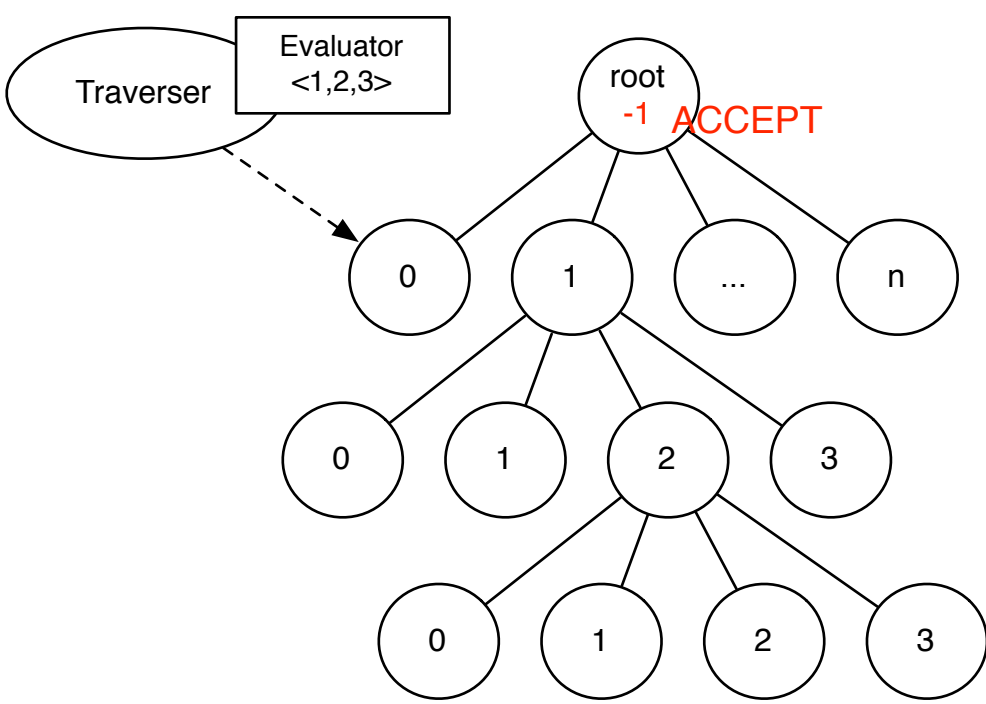 Evaluator
<1,2,3>
Traverser
root
-1 ACCEPT
0 1 ... n
0 1 2 3
0 1 2 3